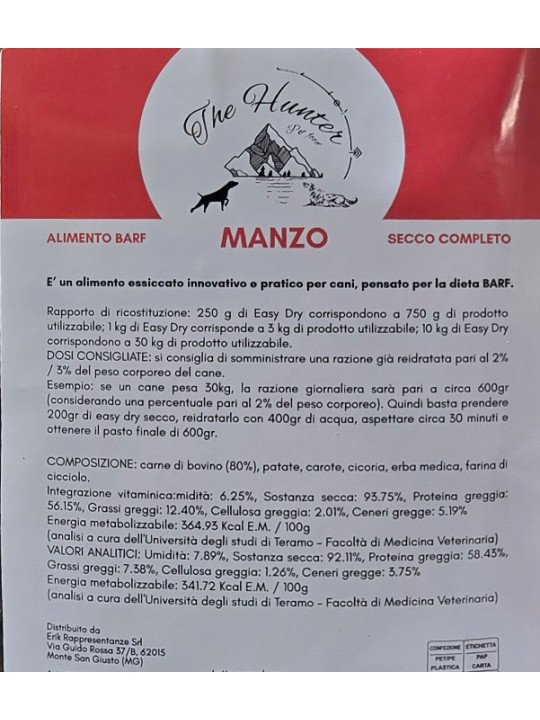 The Hunter
Pet food
ALIMENTO BARF MANZO SECCO COMPLETO
E' un alimento essiccato innovativo e pratico per cani, pensato per la dieta BARF.
Rapporto di ricostituzione: 250 g di Easy Dry corrispondono a 750 g di prodotto
utilizzabile; 1 kg di Easy Dry corrisponde a 3 kg di prodotto utilizzabile; 10 kg di Easy Dry
corrispondono a 30 kg di prodotto utilizzabile.
DOSI CONSIGLIATE: si consiglia di somministrare una razione già reidratata pari al 2%
/ 3% del peso corporeo del cane.
Esempio: se un cane pesa 30kg, la razione giornaliera sarà pari a circa 600gr
(considerando una percentuale pari al 2% del peso corporeo). Quindi basta prendere
200gr di easy dry secco, reidratarlo con 400gr di acqua, aspettare circa 30 minuti e
ottenere il pasto finale di 600gr.
COMPOSIZIONE: carne di bovino (80%), patate, carote, cicoria, erba medica, farina di
cicciolo.
Integrazione vitaminica:midità: 6.25%, Sostanza secca: 93.75%, Proteina greggia:
56.15%, Grassi greggi: 12.40%, Cellulosa greggia: 2.01%, Ceneri gregge: 5.19%
Energia metabolizzabile: 364.93 Kcal E.M. / 100g
(analisi a cura dell'Università degli studi di Teramo - Facoltà di Medicina Veterinaria)
VALORI ANALITICI: Umidità: 7.89%, Sostanza secca: 92.11%, Proteina greggia: 58.43%,
Grassi greggi: 7.38%, Cellulosa greggia: 1.26%, Ceneri gregge: 3.75%
Energia metabolizzabile: 341.72 Kcal E.M. / 100g
(analisi a cura dell'Università degli studi di Teramo - Facoltà di Medicina Veterinaria)
Distribuito da
Erik Rappresentanze Srl
Via Guido Rossa 37/B, 62015
Monte San Giusto (MG)
CONFEZIONE ETICHETTA
PETIPE PAP
PLASTICA CARTA